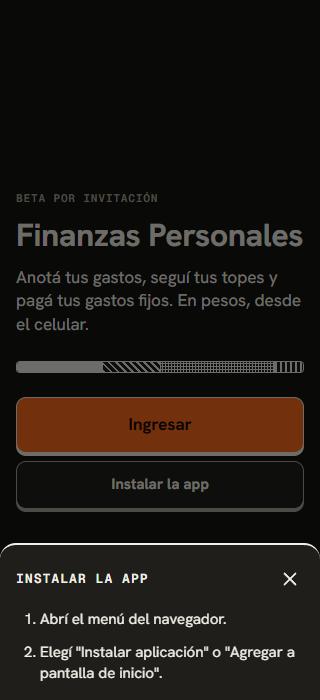 BETA POR INVITACIÓN
Finanzas Personales
Anotá tus gastos, seguí tus topes y
pagá tus gastos fijos. En pesos, desde
el celular.
Ingresar
Instalar la app
INSTALAR LA APP
1. Abrí el menú del navegador.
2. Elegí "Instalar aplicación" o "Agregar a
pantalla de inicio".